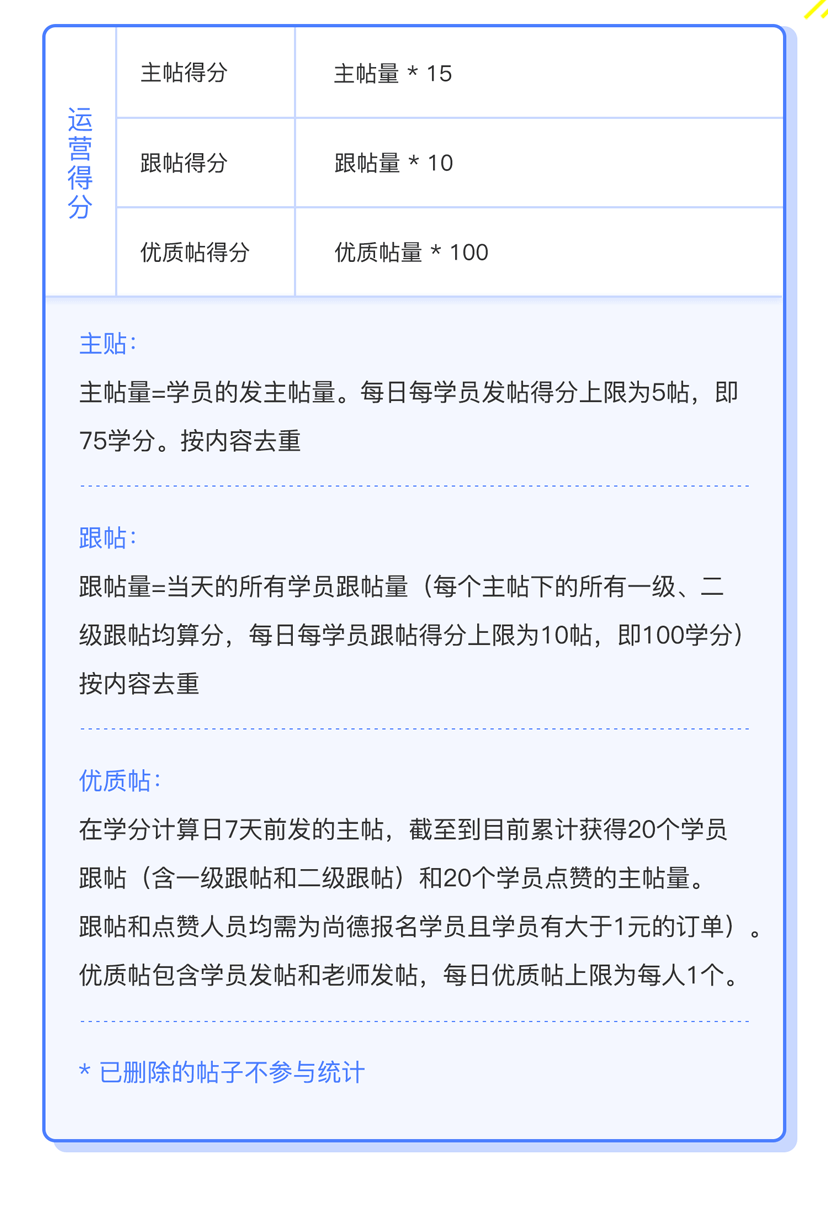 运营得分
主帖得分 主帖量 * 15
跟帖得分 跟帖量 * 10
优质帖得分 优质帖量 * 100
主贴：
主帖量=学员的发主帖量。每日每学员发帖得分上限为5帖，即
75学分。按内容去重
跟帖：
跟帖量=当天的所有学员跟帖量（每个主帖下的所有一级、二
级跟帖均算分，每日每学员跟帖得分上限为10帖，即100学分）
按内容去重
优质帖：
在学分计算日7天前发的主帖，截至到目前累计获得20个学员
跟帖（含一级跟帖和二级跟帖）和20个学员点赞的主帖量。
跟帖和点赞人员均需为尚德报名学员且学员有大于1元的订单）。
优质帖包含学员发帖和老师发帖，每日优质帖上限为每人1个。
* 已删除的帖子不参与统计